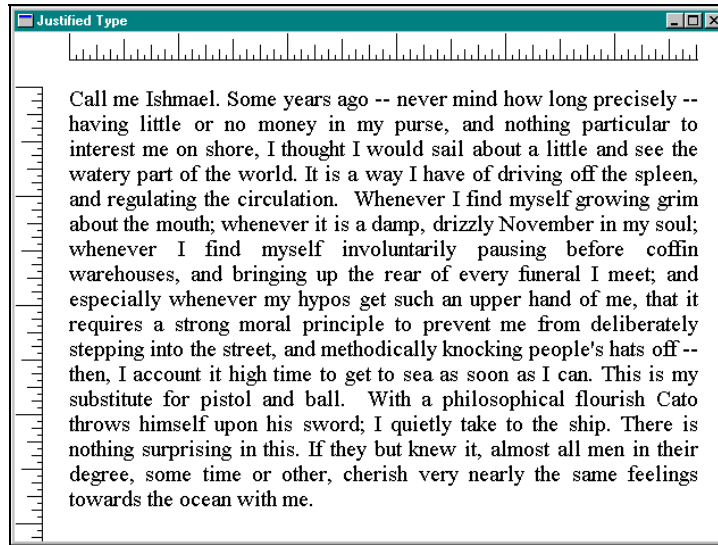 Justified Type
Call me Ishmael. Some years ago -- never mind how long precisely --
having little or no money in my purse, and nothing particular to
interest me on shore, I thought I would sail about a little and see the
watery part of the world. It is a way I have of driving off the spleen,
and regulating the circulation.  Whenever I find myself growing grim
about the mouth; whenever it is a damp, drizzly November in my soul;
whenever I find myself involuntarily pausing before coffin
warehouses, and bringing up the rear of every funeral I meet; and
especially whenever my hypos get such an upper hand of me, that it
requires a strong moral principle to prevent me from deliberately
stepping into the street, and methodically knocking people's hats off --
then, I account it high time to get to sea as soon as I can. This is my
substitute for pistol and ball.  With a philosophical flourish Cato
throws himself upon his sword; I quietly take to the ship. There is
nothing surprising in this. If they but knew it, almost all men in their
degree, some time or other, cherish very nearly the same feelings
towards the ocean with me.